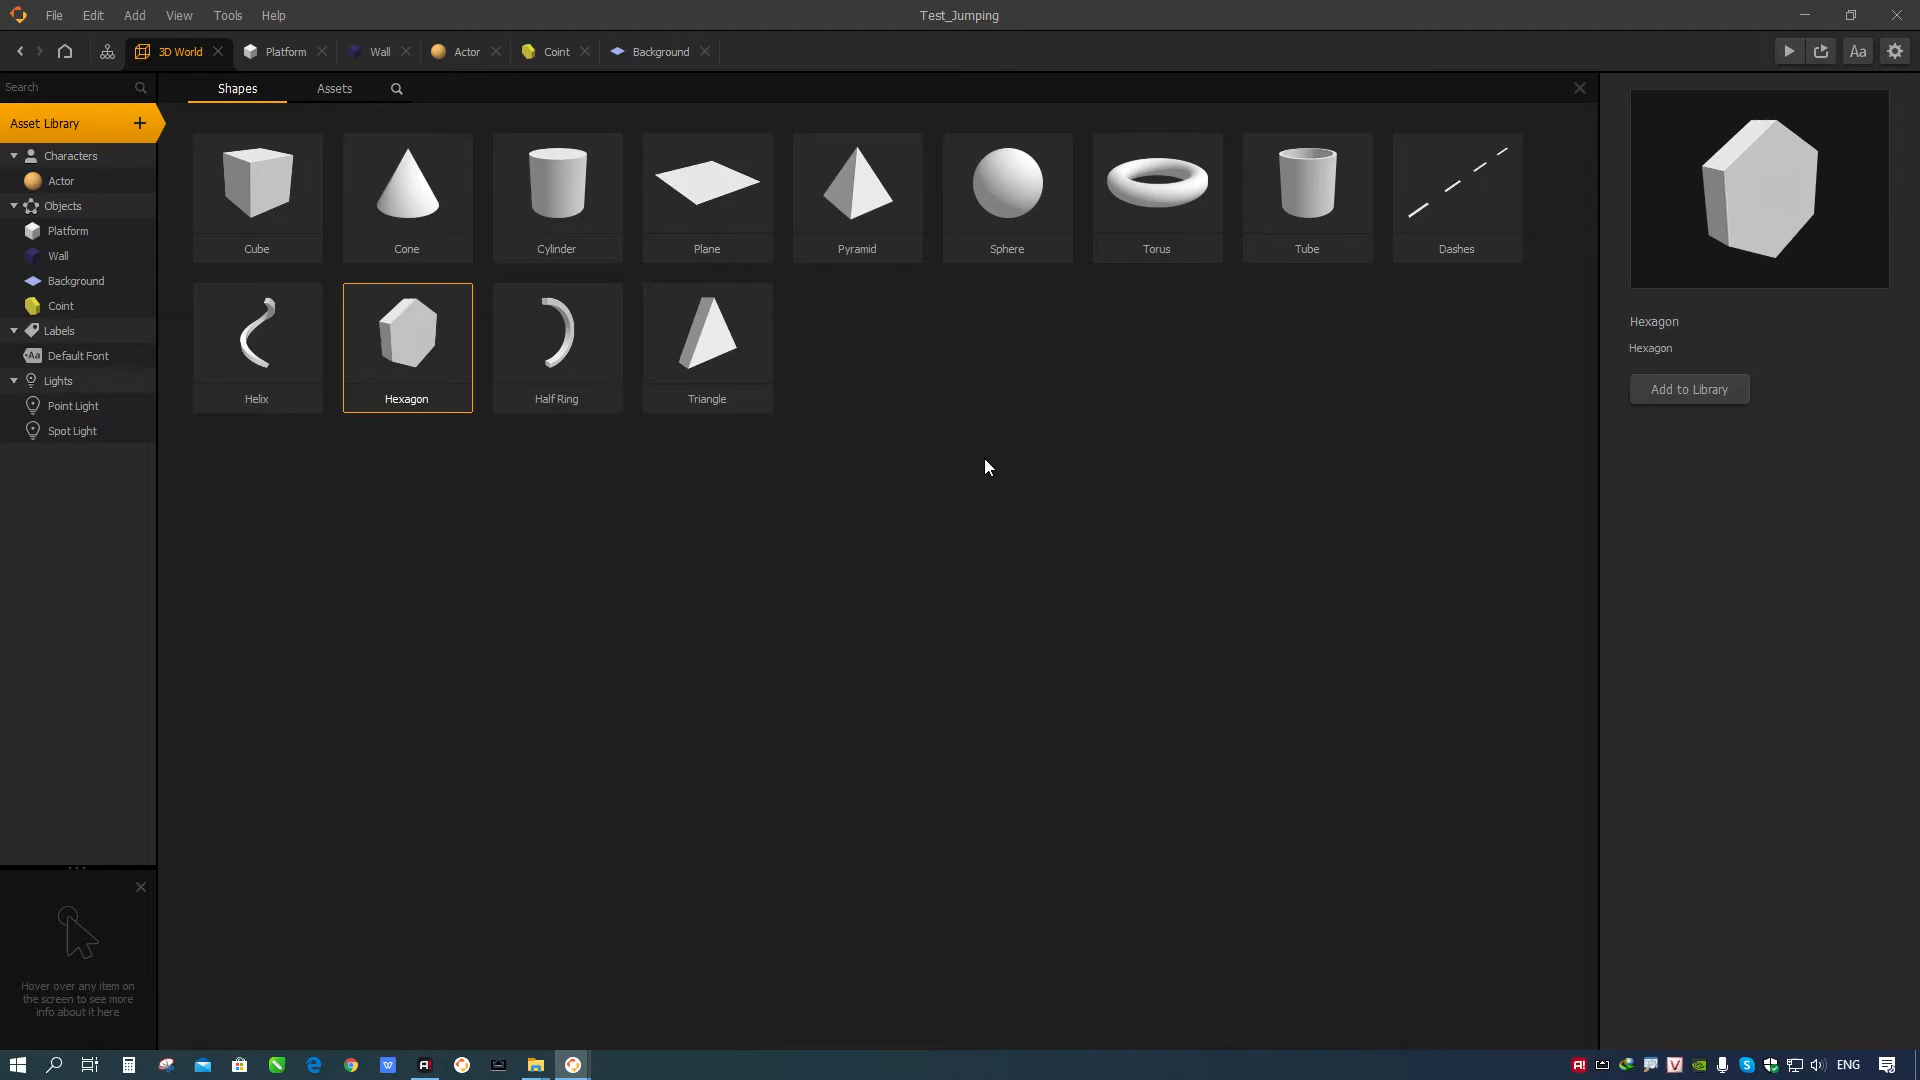 File Edit Add View Tools Help
Test_Jumping
3D World Platform Wall Actor Coint Background
Aa
Search
Asset Library +
Characters
Actor
Objects
Platform
Wall
Background
Coint
Labels
Aa Default Font
Lights
Point Light
Spot Light
Hover over any item on
the screen to see more
info about it here
Shapes Assets
Cube Cone Cylinder Plane Pyramid Sphere Torus Tube Dashes
Helix Hexagon Half Ring Triangle
Hexagon
Hexagon
Add to Library
ENG